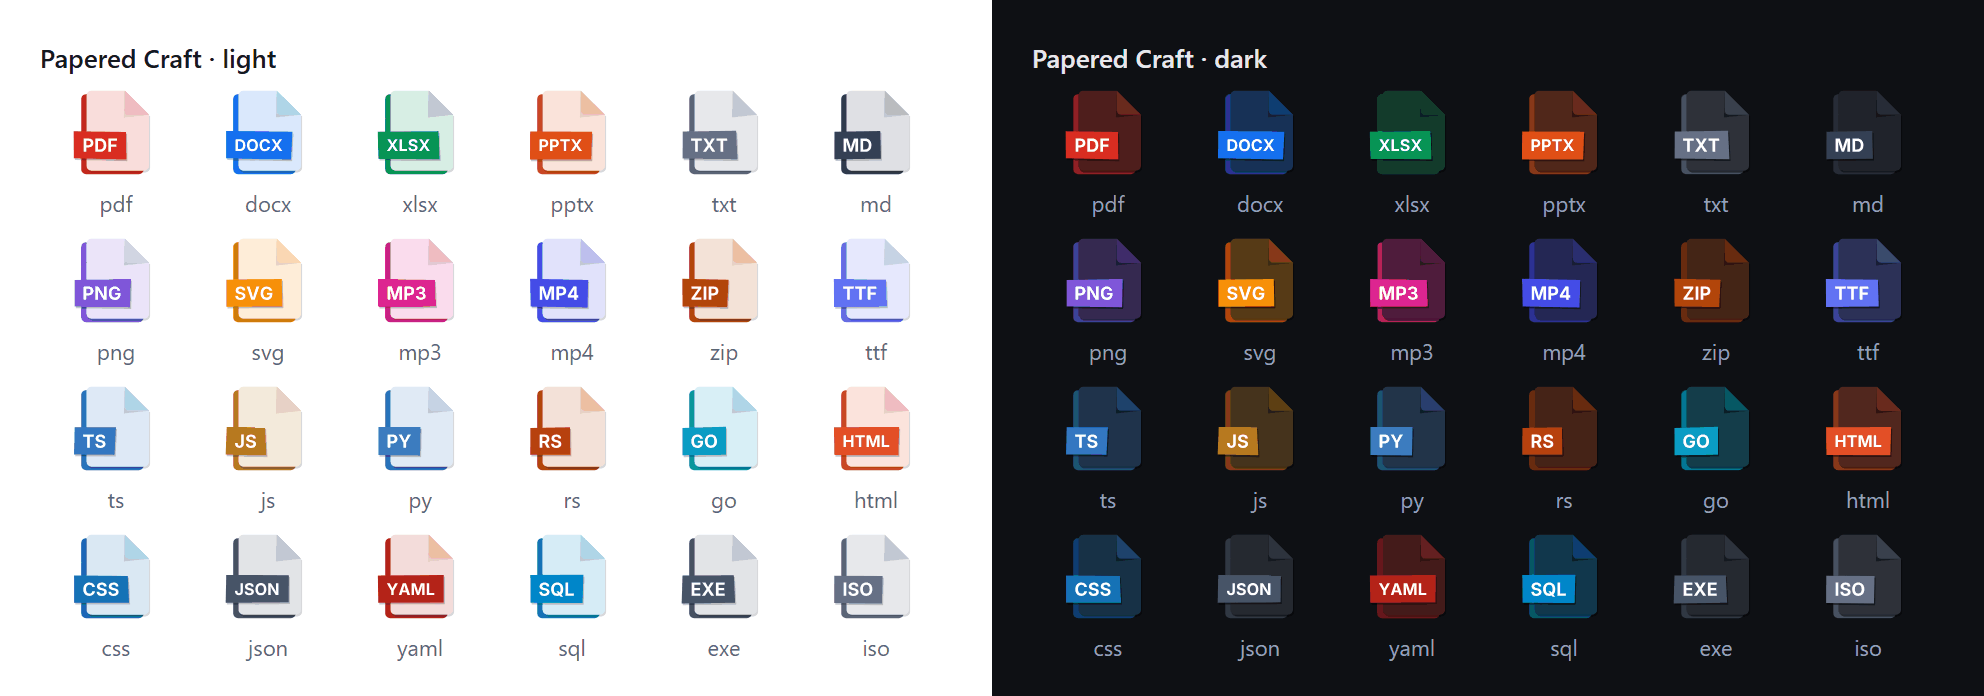 Papered Craft · light
PDF DOCX XLSX PPTX TXT MD
pdf docx xlsx pptx txt md
PNG SVG MP3 MP4 ZIP TTF
png svg mp3 mp4 zip ttf
TS JS PY RS GO HTML
ts js py rs go html
CSS JSON YAML SQL EXE ISO
css json yaml sql exe iso
Papered Craft · dark
PDF DOCX XLSX PPTX TXT MD
pdf docx xlsx pptx txt md
PNG SVG MP3 MP4 ZIP TTF
png svg mp3 mp4 zip ttf
TS JS PY RS GO HTML
ts js py rs go html
CSS JSON YAML SQL EXE ISO
css json yaml sql exe iso